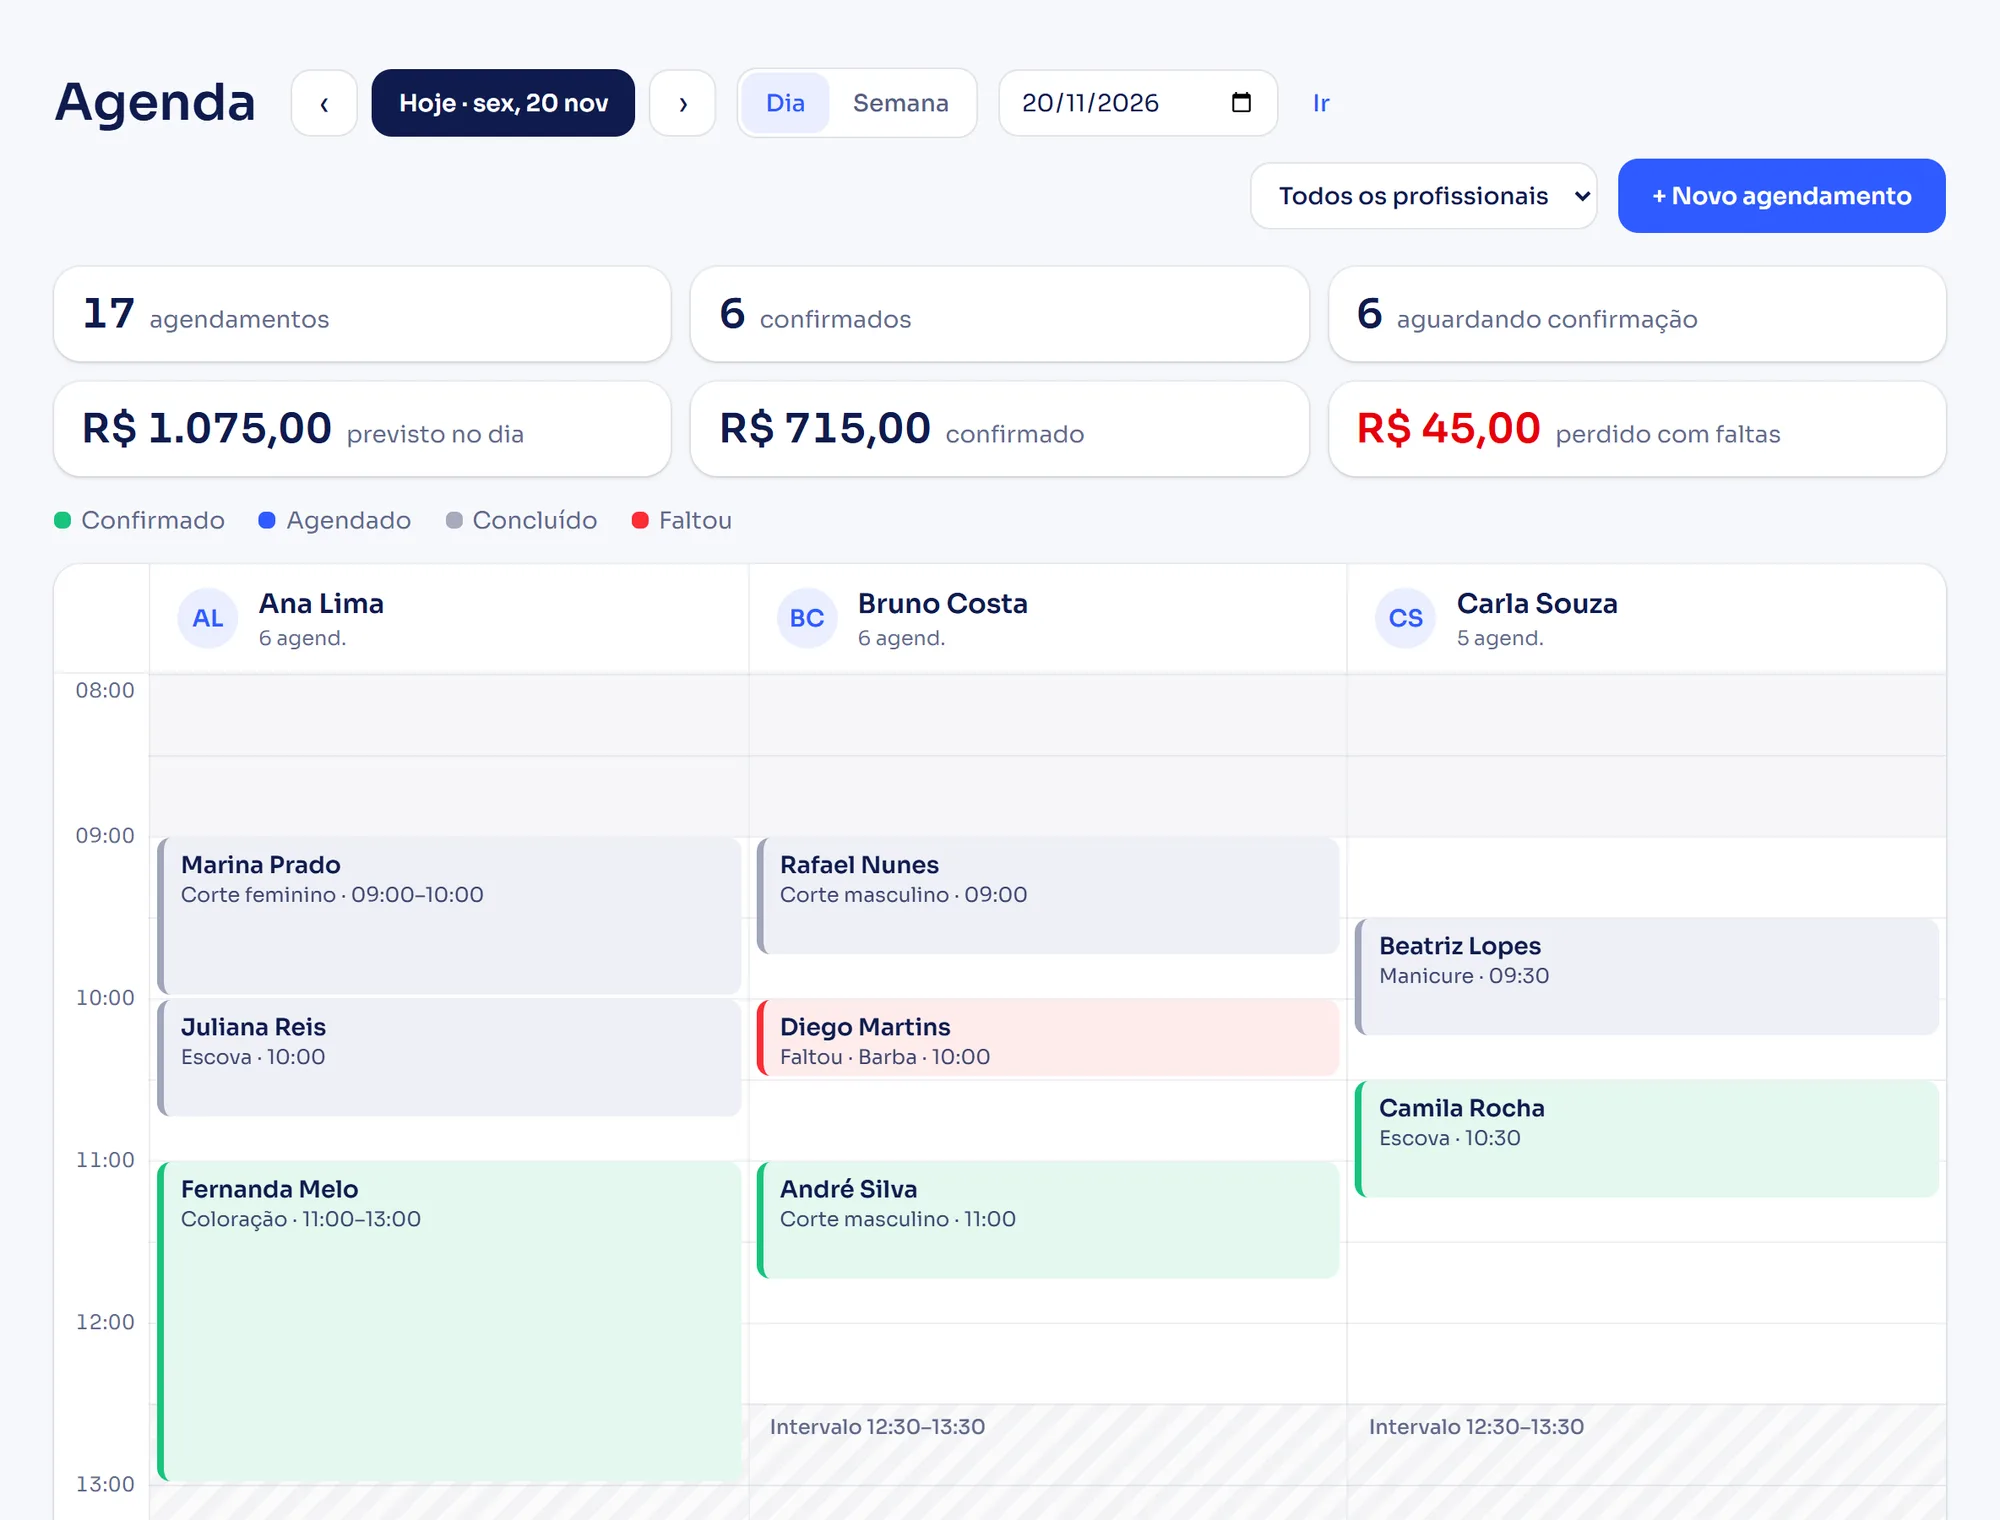 Agenda
‹
Hoje · sex, 20 nov
›
Dia
Semana
20/11/2026
Ir
Todos os profissionais
+ Novo agendamento
17 agendamentos
6 confirmados
6 aguardando confirmação
R$ 1.075,00 previsto no dia
R$ 715,00 confirmado
R$ 45,00 perdido com faltas
Confirmado
Agendado
Concluído
Faltou
AL
Ana Lima
6 agend.
BC
Bruno Costa
6 agend.
CS
Carla Souza
5 agend.
08:00
09:00
Marina Prado
Corte feminino · 09:00–10:00
Rafael Nunes
Corte masculino · 09:00
Beatriz Lopes
Manicure · 09:30
10:00
Juliana Reis
Escova · 10:00
Diego Martins
Faltou · Barba · 10:00
Camila Rocha
Escova · 10:30
11:00
Fernanda Melo
Coloração · 11:00–13:00
André Silva
Corte masculino · 11:00
12:00
Intervalo 12:30–13:30
Intervalo 12:30–13:30
13:00